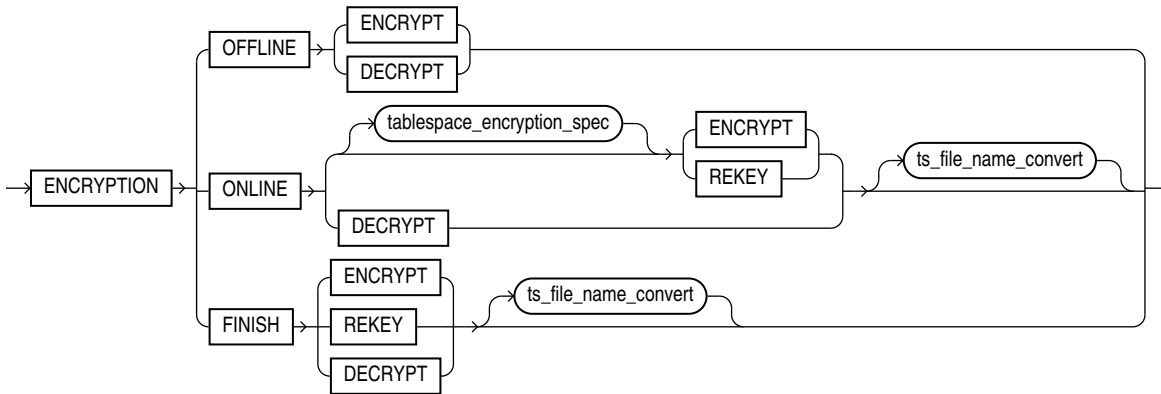 ENCRYPT
OFFLINE
DECRYPT
tablespace_encryption_spec
ENCRYPT
ts_file_name_convert
REKEY
ENCRYPTION
ONLINE
DECRYPT
ENCRYPT
ts_file_name_convert
FINISH
REKEY
DECRYPT